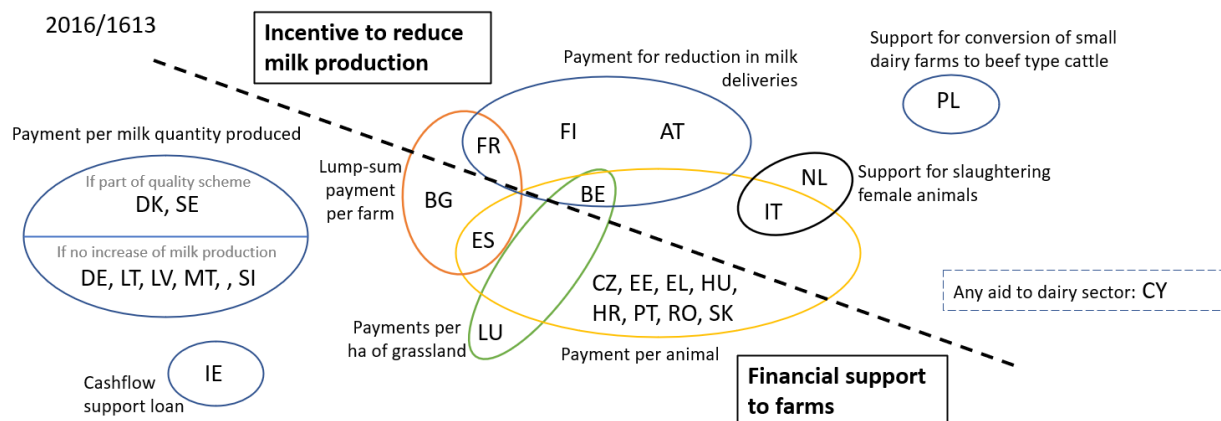 2016/1613
Incentive to reduce
milk production
Payment for reduction in milk
deliveries
Support for conversion of small
dairy farms to beef type cattle
PL
Payment per milk quantity produced
If part of quality scheme
DK, SE
If no increase of milk production
DE, LT, LV, MT, , SI
Lump-sum
payment
per farm
FR
FI
AT
BG
BE
ES
NL
IT
Support for slaughtering
female animals
CZ, EE, EL, HU,
HR, PT, RO, SK
Any aid to dairy sector: CY
Payments per
ha of grassland
LU
Payment per animal
Cashflow
support loan
IE
Financial support
to farms